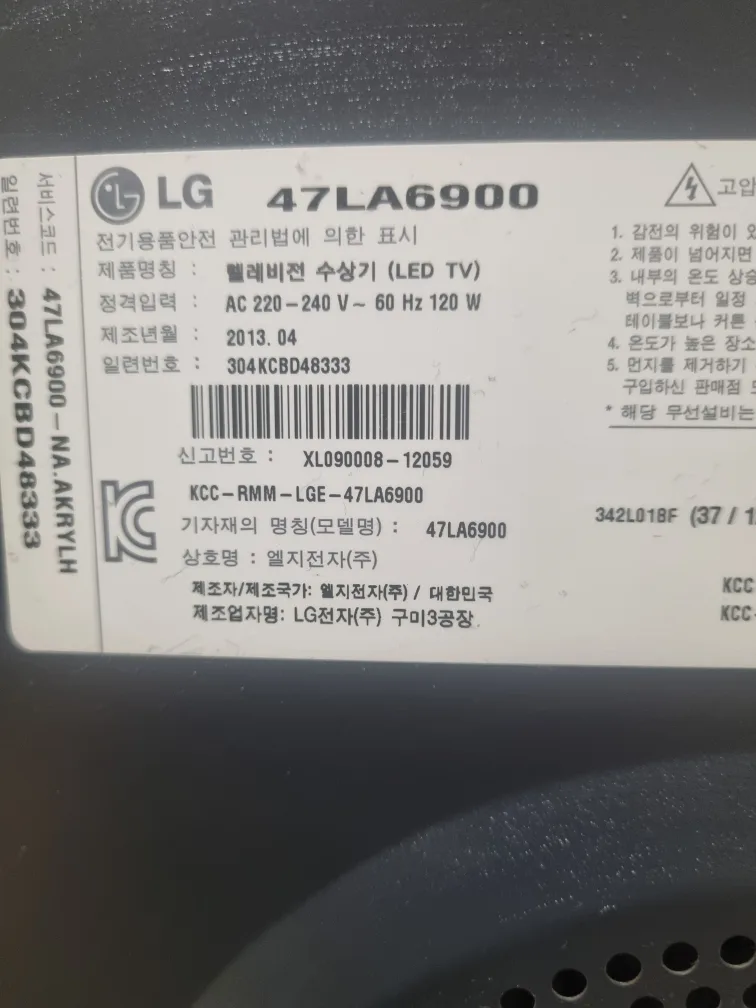 LG 47LA6900
전기용품안전 관리법에 의한 표시
제품명칭 : 텔레비전 수상기 (LED TV)
정격입력 : AC 220-240 V~ 60 Hz 120 W
제조년월 : 2013. 04
일련번호 : 304KCBD48333
신고번호 : XL090008-12059
KCC-RMM-LGE-47LA6900
기자재의 명칭(모델명) : 47LA6900
상호명 : 엘지전자(주)
제조자/제조국가: 엘지전자(주) / 대한민국
제조업자명: LG전자(주) 구미3공장
서비스코드 : 47LA6900-NA.AKRYLH
일련번호 : 304KCBD48333
고압
1. 감전의 위험이
2. 제품이 넘어지면
3. 내부의 온도 상승
벽으로부터 일정
테이블보나 커튼
4. 온도가 높은 장소
5. 먼지를 제거하기
구입하신 판매점
* 해당 무선설비는
342L018F (37 / 1
KCC
KCC-